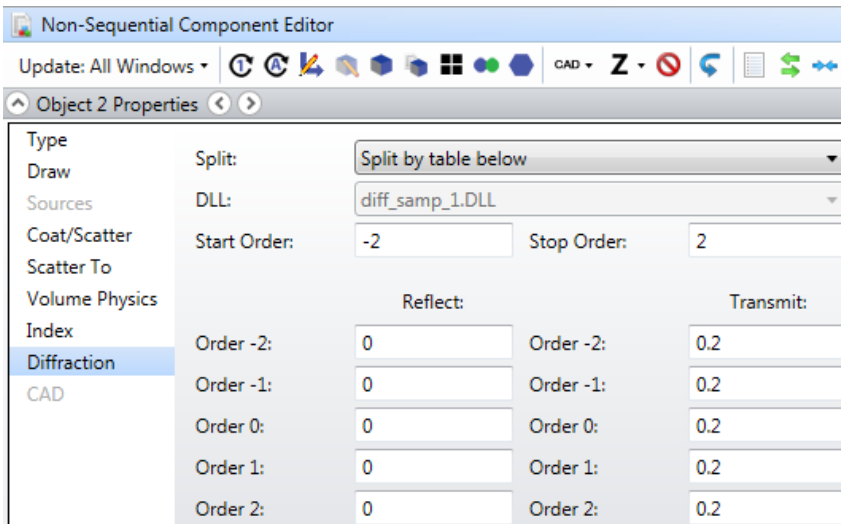 Non-Sequential Component Editor
Update: All Windows
CAD Z
Object 2 Properties
Type
Draw
Sources
Coat/Scatter
Scatter To
Volume Physics
Index
Diffraction
CAD
Split: Split by table below
DLL: diff_samp_1.DLL
Start Order: -2 Stop Order: 2
Reflect: Transmit:
Order -2: 0 Order -2: 0.2
Order -1: 0 Order -1: 0.2
Order 0: 0 Order 0: 0.2
Order 1: 0 Order 1: 0.2
Order 2: 0 Order 2: 0.2